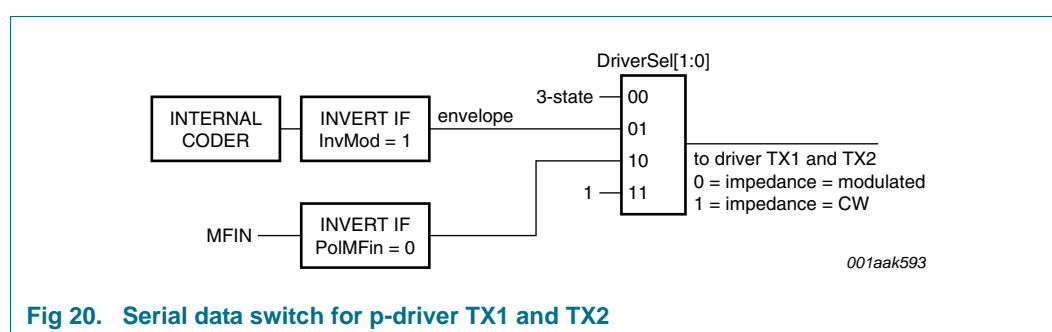 DriverSel[1:0]
3-state
00
INTERNAL
CODER
INVERT IF
InvMod = 1
envelope
01
10
to driver TX1 and TX2
0 = impedance = modulated
1 = impedance = CW
1
11
MFIN
INVERT IF
PolMFin = 0
001aak593
Fig 20. Serial data switch for p-driver TX1 and TX2